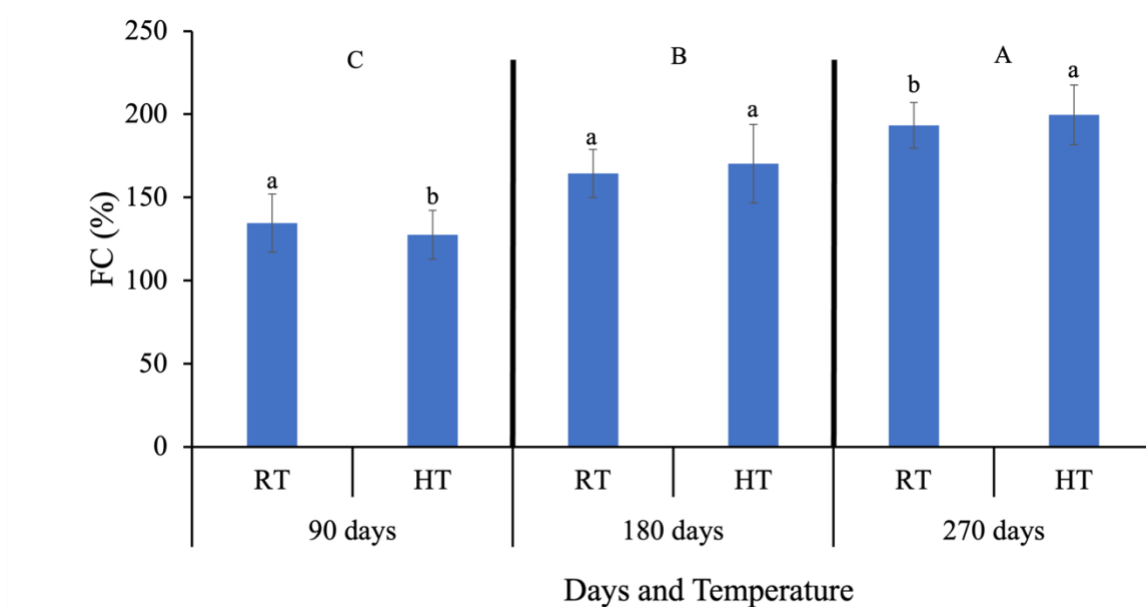 250
C
B
A
200
150
100
50
0
FC (%)
a
b
a
a
b
a
RT
HT
RT
HT
RT
HT
90 days
180 days
270 days
Days and Temperature